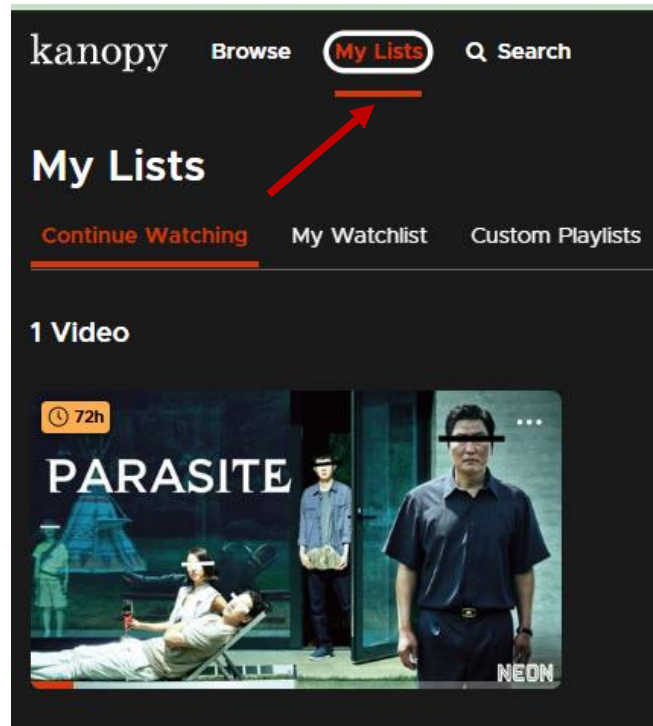 kanopy Browse My Lists Search
My Lists
Continue Watching My Watchlist Custom Playlists
1 Video
72h
PARASITE
NEON